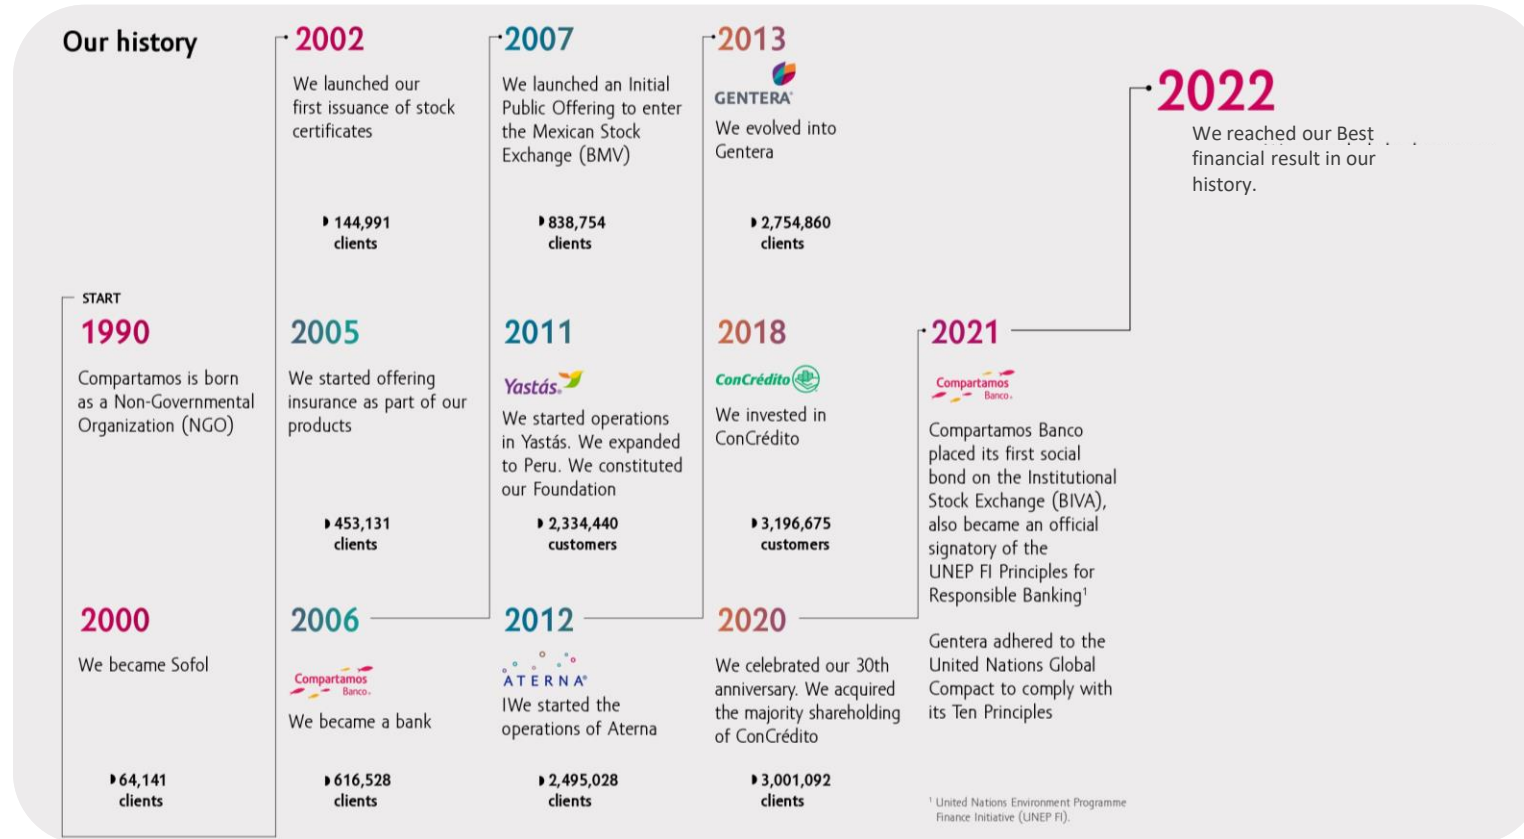 Our history
START
1990
Compartamos is born
as a Non-Governmental
Organization (NGO)
2000
We became Sofol
64,141
clients
2002
We launched our
first issuance of stock
certificates
144,991
clients
2005
We started offering
insurance as part of our
products
453,131
clients
2006
Compartamos
Banco.
We became a bank
616,528
clients
2007
We launched an Initial
Public Offering to enter
the Mexican Stock
Exchange (BMV)
838,754
clients
2011
Yastás.
We started operations
in Yastás. We expanded
to Peru. We constituted
our Foundation
2,334,440
customers
2012
ATERNA®
IWe started the
operations of Aterna
2,495,028
clients
2013
GENTERA®
We evolved into
Gentera
2,754,860
clients
2018
ConCrédito
We invested in
ConCrédito
3,196,675
customers
2020
We celebrated our 30th
anniversary. We acquired
the majority shareholding
of ConCrédito
3,001,092
clients
2021
Compartamos
Banco.
Compartamos Banco
placed its first social
bond on the Institutional
Stock Exchange (BIVA),
also became an official
signatory of the
UNEP FI Principles for
Responsible Banking¹
Gentera adhered to the
United Nations Global
Compact to comply with
its Ten Principles
¹ United Nations Environment Programme
Finance Initiative (UNEP FI).
2022
We reached our Best
financial result in our
history.